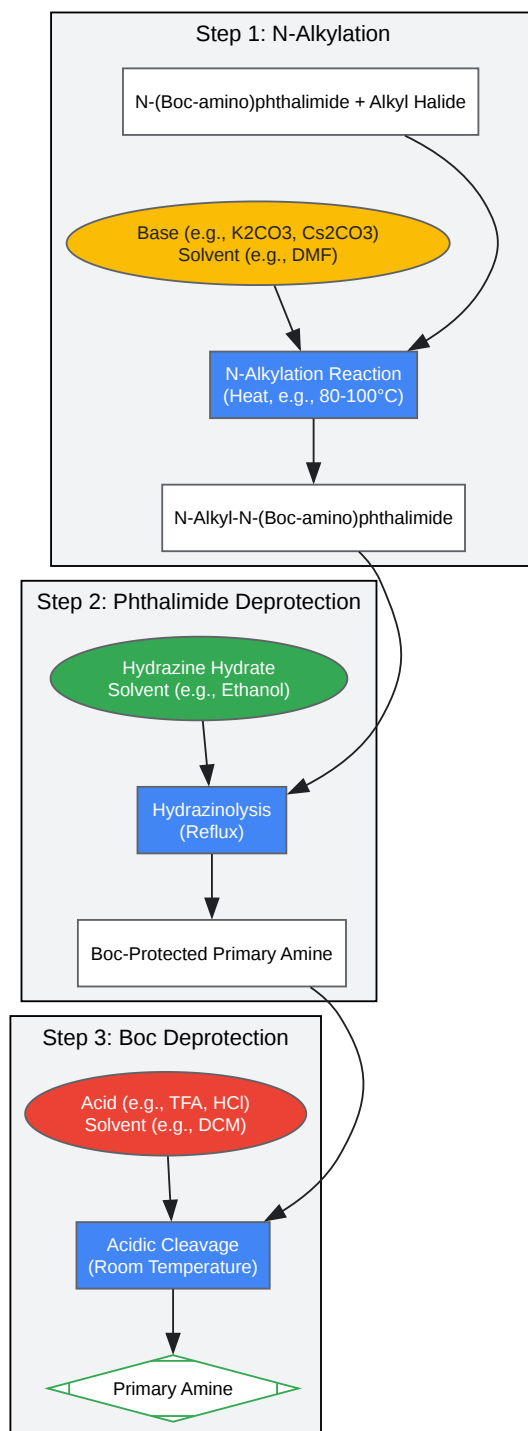 Step 1: N-Alkylation
N-(Boc-amino)phthalimide + Alkyl Halide
Base (e.g., K2CO3, Cs2CO3)
Solvent (e.g., DMF)
N-Alkylation Reaction
(Heat, e.g., 80-100°C)
N-Alkyl-N-(Boc-amino)phthalimide
Step 2: Phthalimide Deprotection
Hydrazine Hydrate
Solvent (e.g., Ethanol)
Hydrazinolysis
(Reflux)
Boc-Protected Primary Amine
Step 3: Boc Deprotection
Acid (e.g., TFA, HCl)
Solvent (e.g., DCM)
Acidic Cleavage
(Room Temperature)
Primary Amine